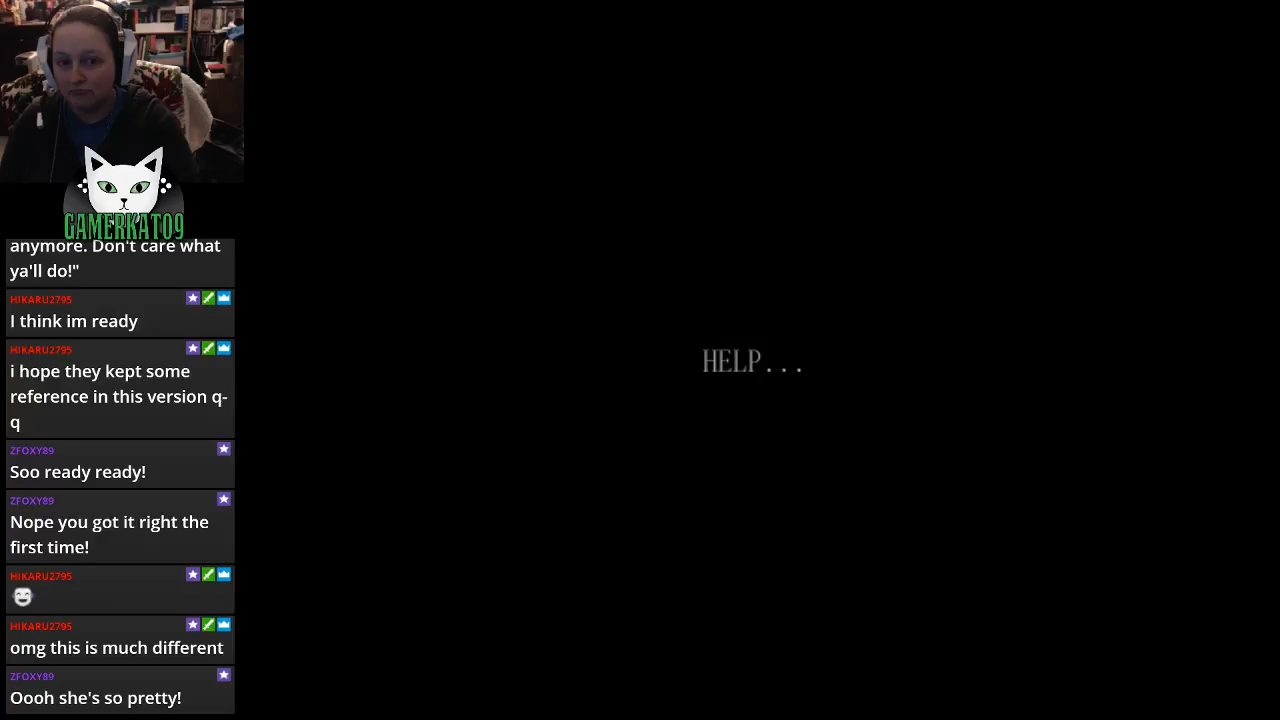 GAMERKAT09
anymore. Don't care what
ya'll do!"
HIKARU2795
I think im ready
HIKARU2795
i hope they kept some
reference in this version q-
q
ZFOXY89
Soo ready ready!
ZFOXY89
Nope you got it right the
first time!
HIKARU2795
HIKARU2795
omg this is much different
ZFOXY89
Oooh she's so pretty!
HELP...